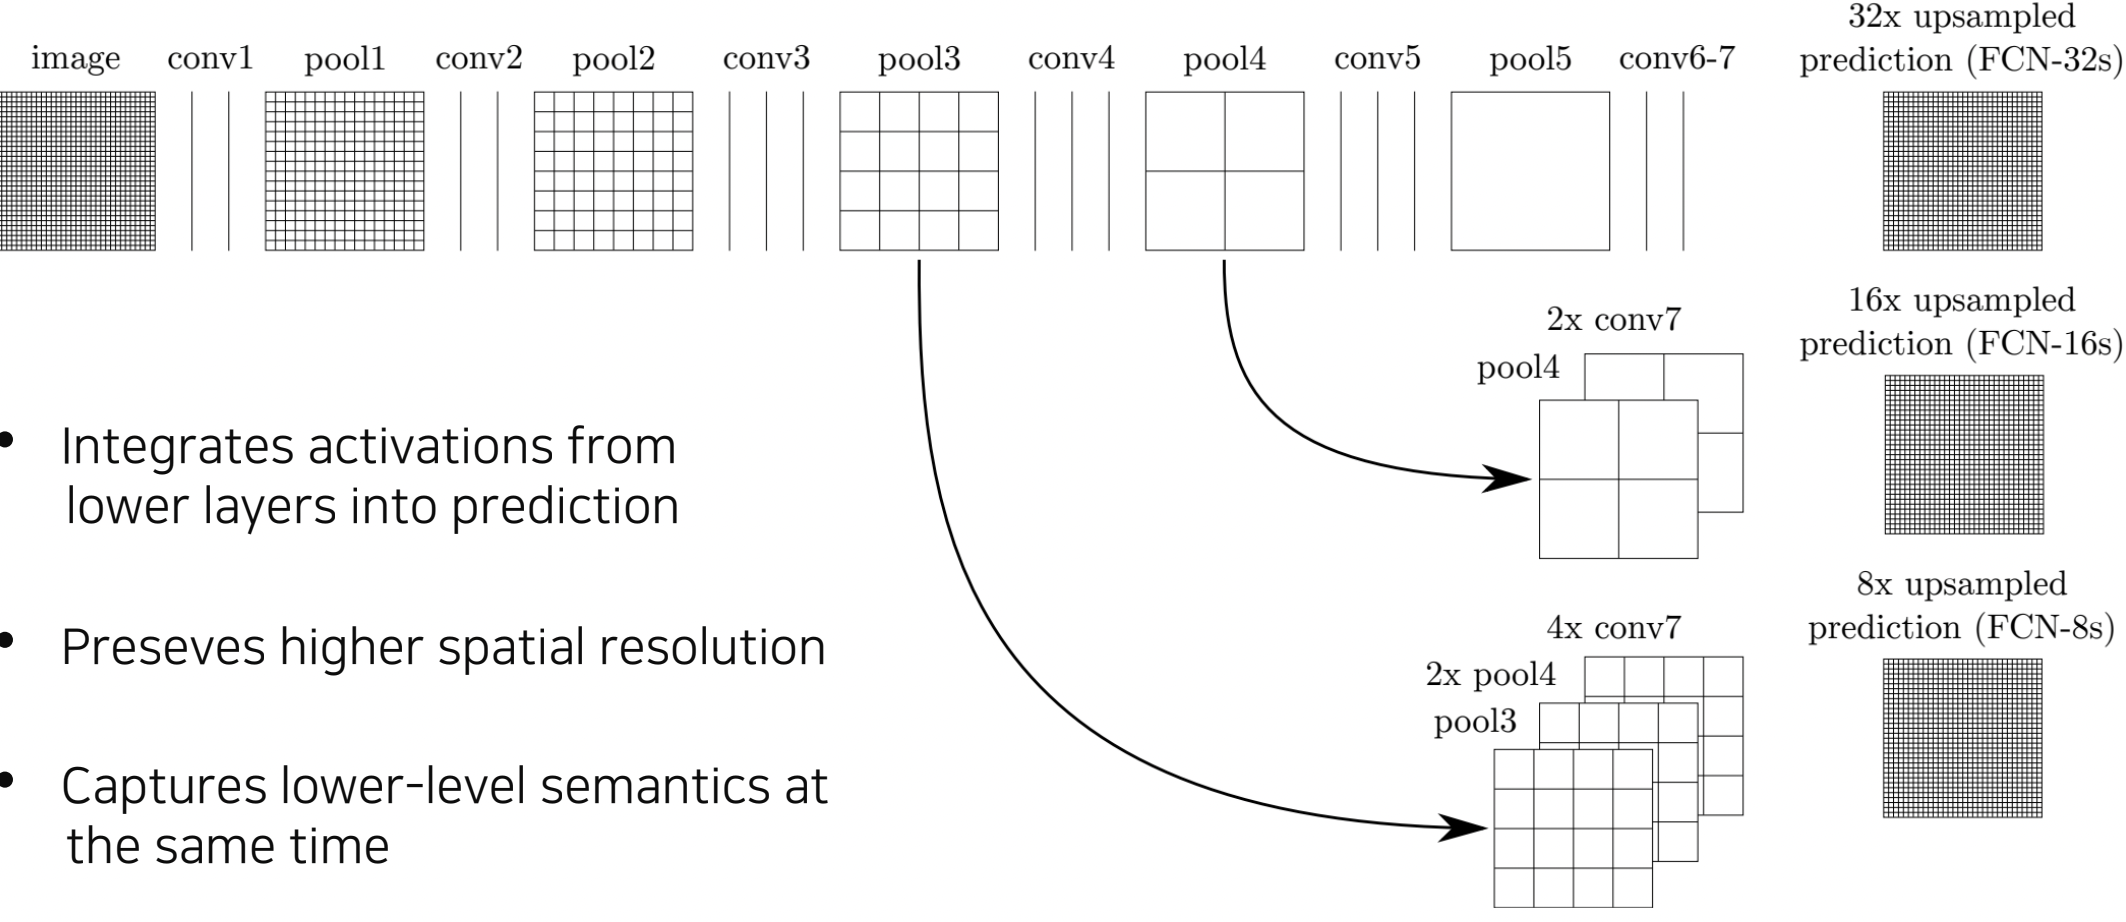 32x upsampled
image conv1 pool1 conv2 pool2 conv3 pool3 conv4 pool4 conv5 pool5 conv6-7 prediction (FCN-32s)
16x upsampled
2x conv7 prediction (FCN-16s)
pool4
• Integrates activations from
lower layers into prediction
8x upsampled
4x conv7 prediction (FCN-8s)
• Preseves higher spatial resolution
2x pool4
pool3
• Captures lower-level semantics at
the same time